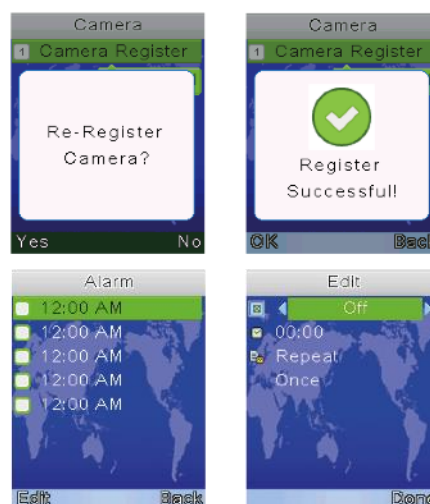 Camera
1 Camera Register
Re-Register
Camera?
Yes No
Camera
1 Camera Register
Register
Successful!
OK Back
Alarm
12:00 AM
12:00 AM
12:00 AM
12:00 AM
12:00 AM
Edit Back
Edit
Off
00:00
Repeat
Once
Done